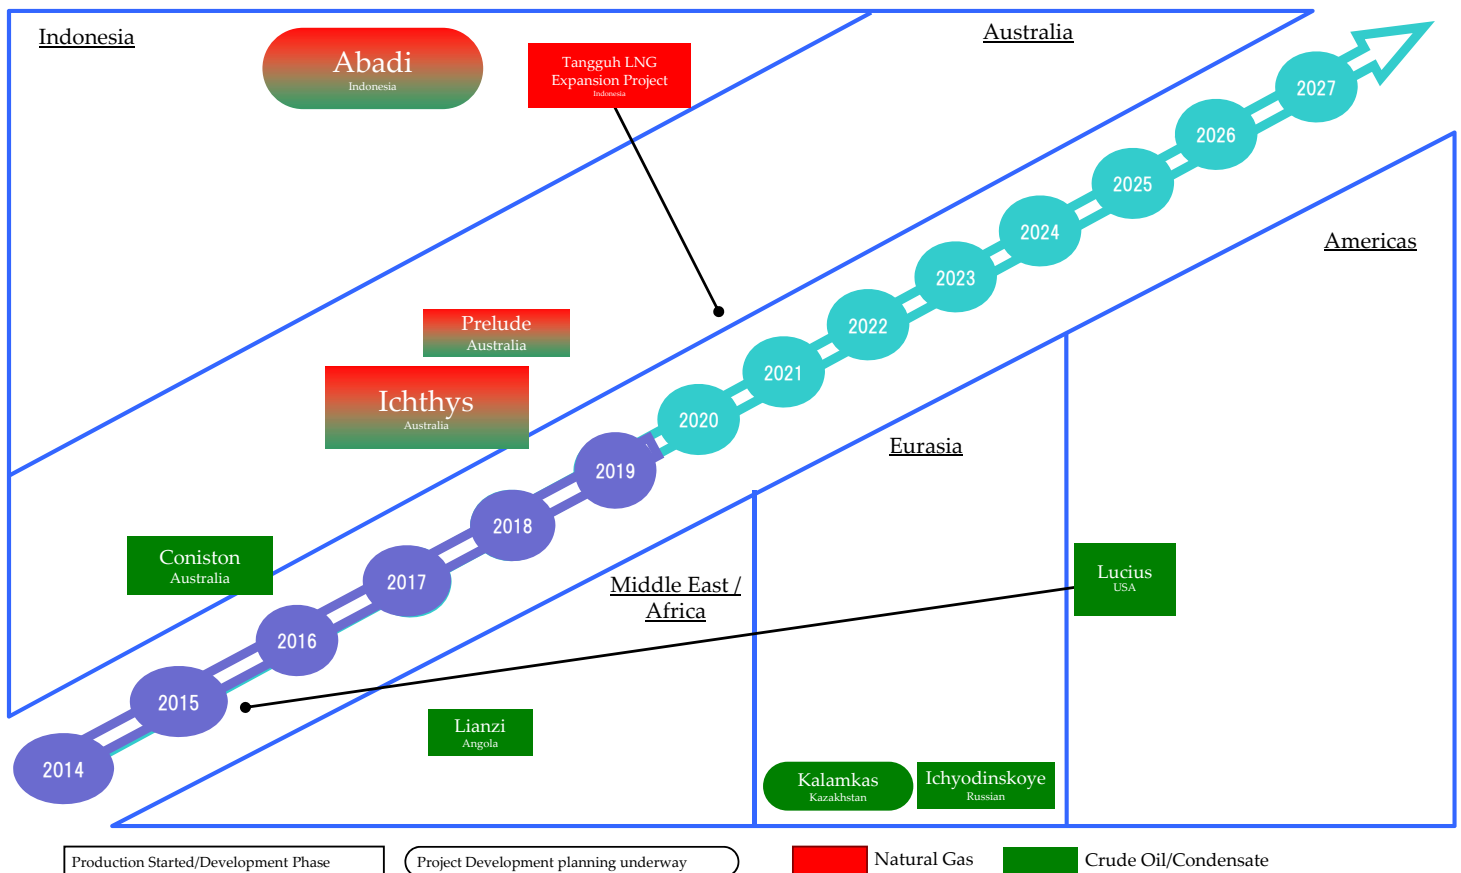 Indonesia
Abadi
Indonesia
Tangguh LNG
Expansion Project
Indonesia
Australia
2027
2026
2025
2024
2023
2022
2021
2020
2019
2018
2017
2016
2015
2014
Americas
Prelude
Australia
Ichthys
Australia
Coniston
Australia
Eurasia
Middle East /
Africa
Lucius
USA
Lianzi
Angola
Kalamkas
Kazakhstan
Ichyodinskoye
Russian
Production Started/Development Phase
Project Development planning underway
Natural Gas
Crude Oil/Condensate